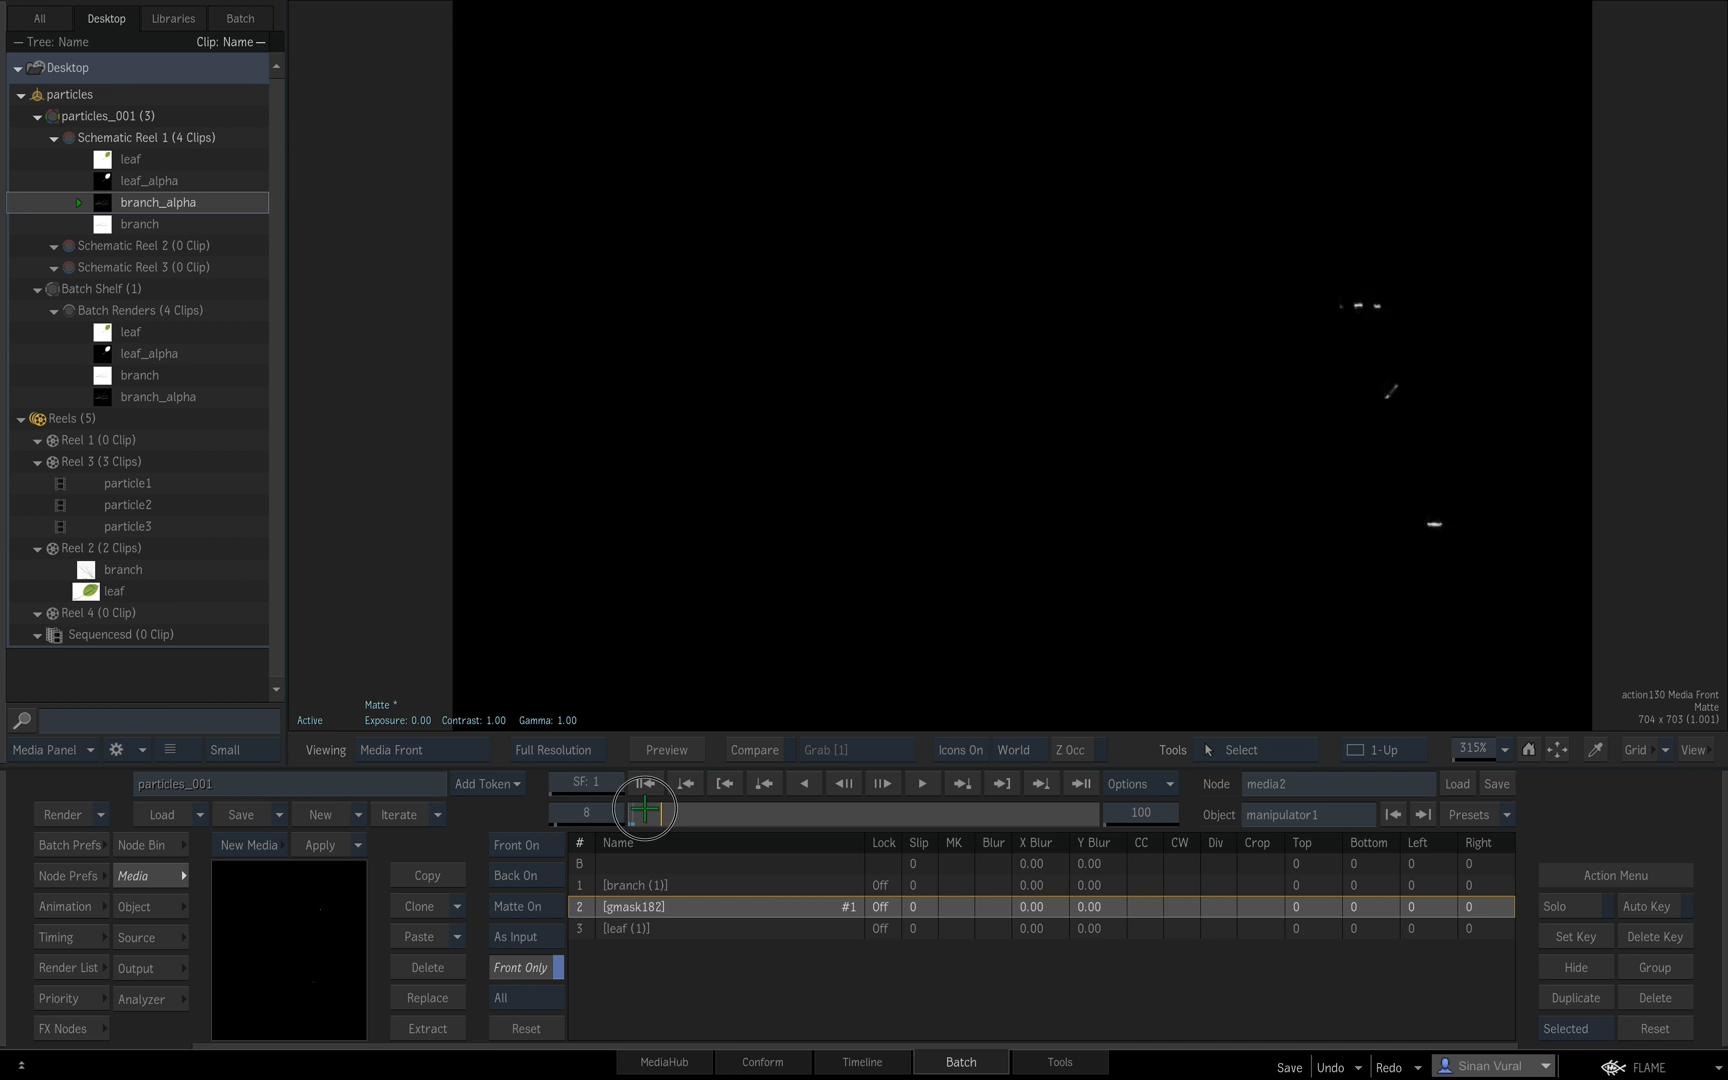 All Desktop Libraries Batch
Tree: Name Clip: Name
Desktop
particles
particles_001 (3)
Schematic Reel 1 (4 Clips)
leaf
leaf_alpha
branch_alpha
branch
Schematic Reel 2 (0 Clip)
Schematic Reel 3 (0 Clip)
Batch Shelf (1)
Batch Renders (4 Clips)
leaf
leaf_alpha
branch
branch_alpha
Reels (5)
Reel 1 (0 Clip)
Reel 3 (3 Clips)
particle1
particle2
particle3
Reel 2 (2 Clips)
branch
leaf
Reel 4 (0 Clip)
Sequencesd (0 Clip)
Matte *
Active Exposure: 0.00 Contrast: 1.00 Gamma: 1.00
action130 Media Front
Matte
704 x 703 (1.001)
Media Panel Small Viewing Media Front Full Resolution Preview Compare Grab [1] Icons On World Z Occ Tools Select 1-Up 315% Grid View
particles_001 Add Token SF: 1 Options Node media2 Load Save
Render Load Save New Iterate 8 100 Object manipulator1 Presets
Batch Prefs Node Bin New Media Apply Front On # Name Lock Slip MK Blur X Blur Y Blur CC CW Div Crop Top Bottom Left Right
B 0 0.00 0.00 0 0 0 0
Node Prefs Media Copy Back On 1 [branch (1)] Off 0 0.00 0.00 0 0 0 0 Action Menu
Animation Object Clone Matte On 2 [gmask182] #1 Off 0 0.00 0.00 0 0 0 0 Solo Auto Key
Timing Source Paste As Input 3 [leaf (1)] Off 0 0.00 0.00 0 0 0 0 Set Key Delete Key
Render List Output Delete Front Only Hide Group
Priority Analyzer Replace All Duplicate Delete
FX Nodes Extract Reset Selected Reset
MediaHub Conform Timeline Batch Tools Save Undo Redo Sinan Vural FLAME